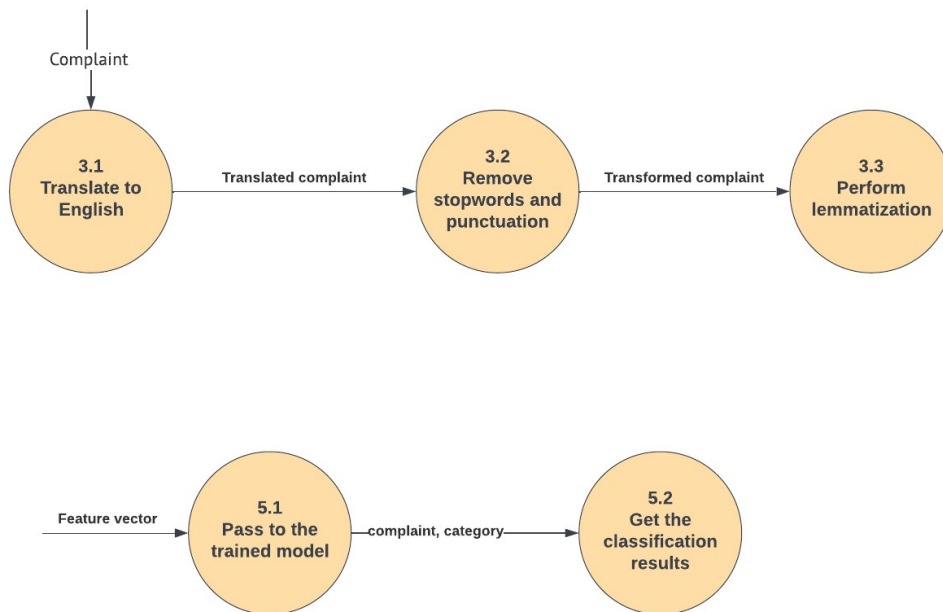 Complaint
3.1
Translate to
English
Translated complaint
3.2
Remove
stopwords and
punctuation
Transformed complaint
3.3
Perform
lemmatization
Feature vector
5.1
Pass to the
trained model
complaint, category
5.2
Get the
classification
results